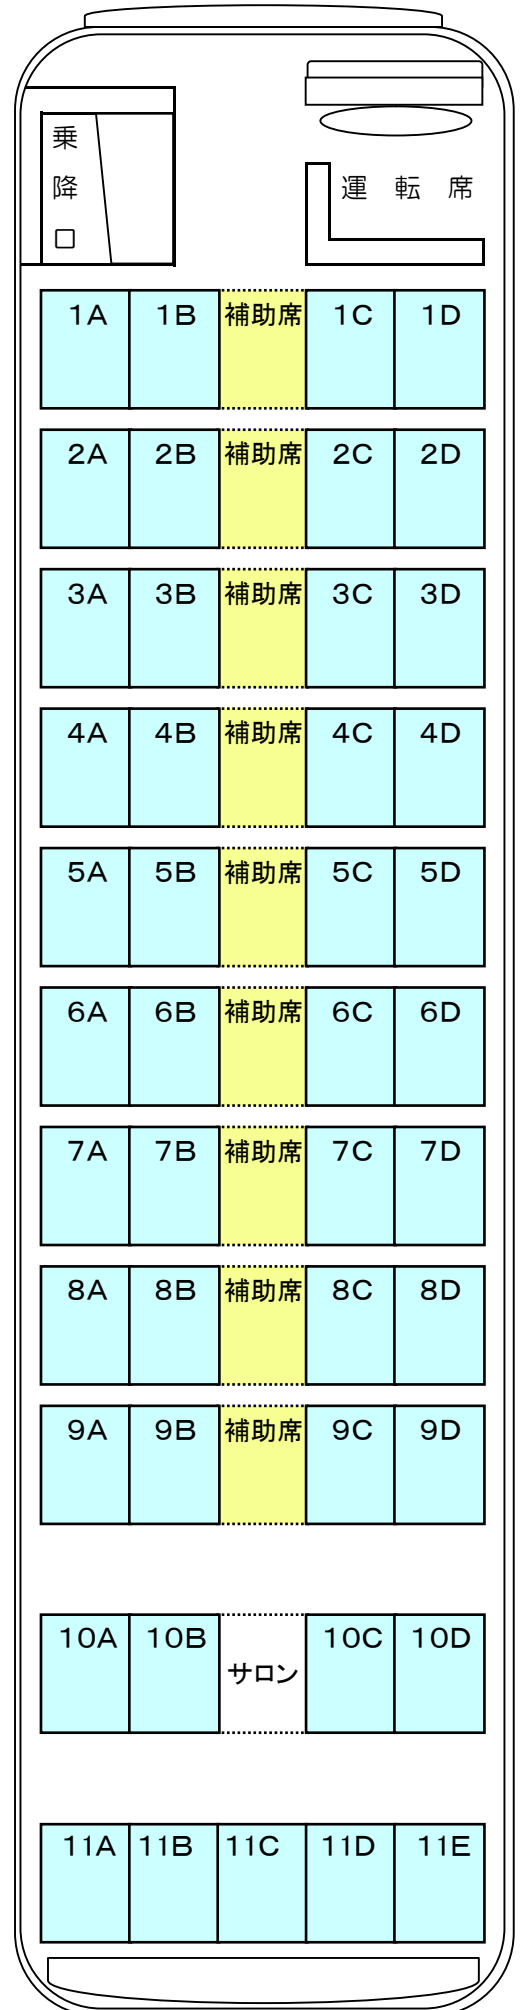 乗降口
運転席
1A 1B 補助席 1C 1D
2A 2B 補助席 2C 2D
3A 3B 補助席 3C 3D
4A 4B 補助席 4C 4D
5A 5B 補助席 5C 5D
6A 6B 補助席 6C 6D
7A 7B 補助席 7C 7D
8A 8B 補助席 8C 8D
9A 9B 補助席 9C 9D
10A 10B サロン 10C 10D
11A 11B 11C 11D 11E